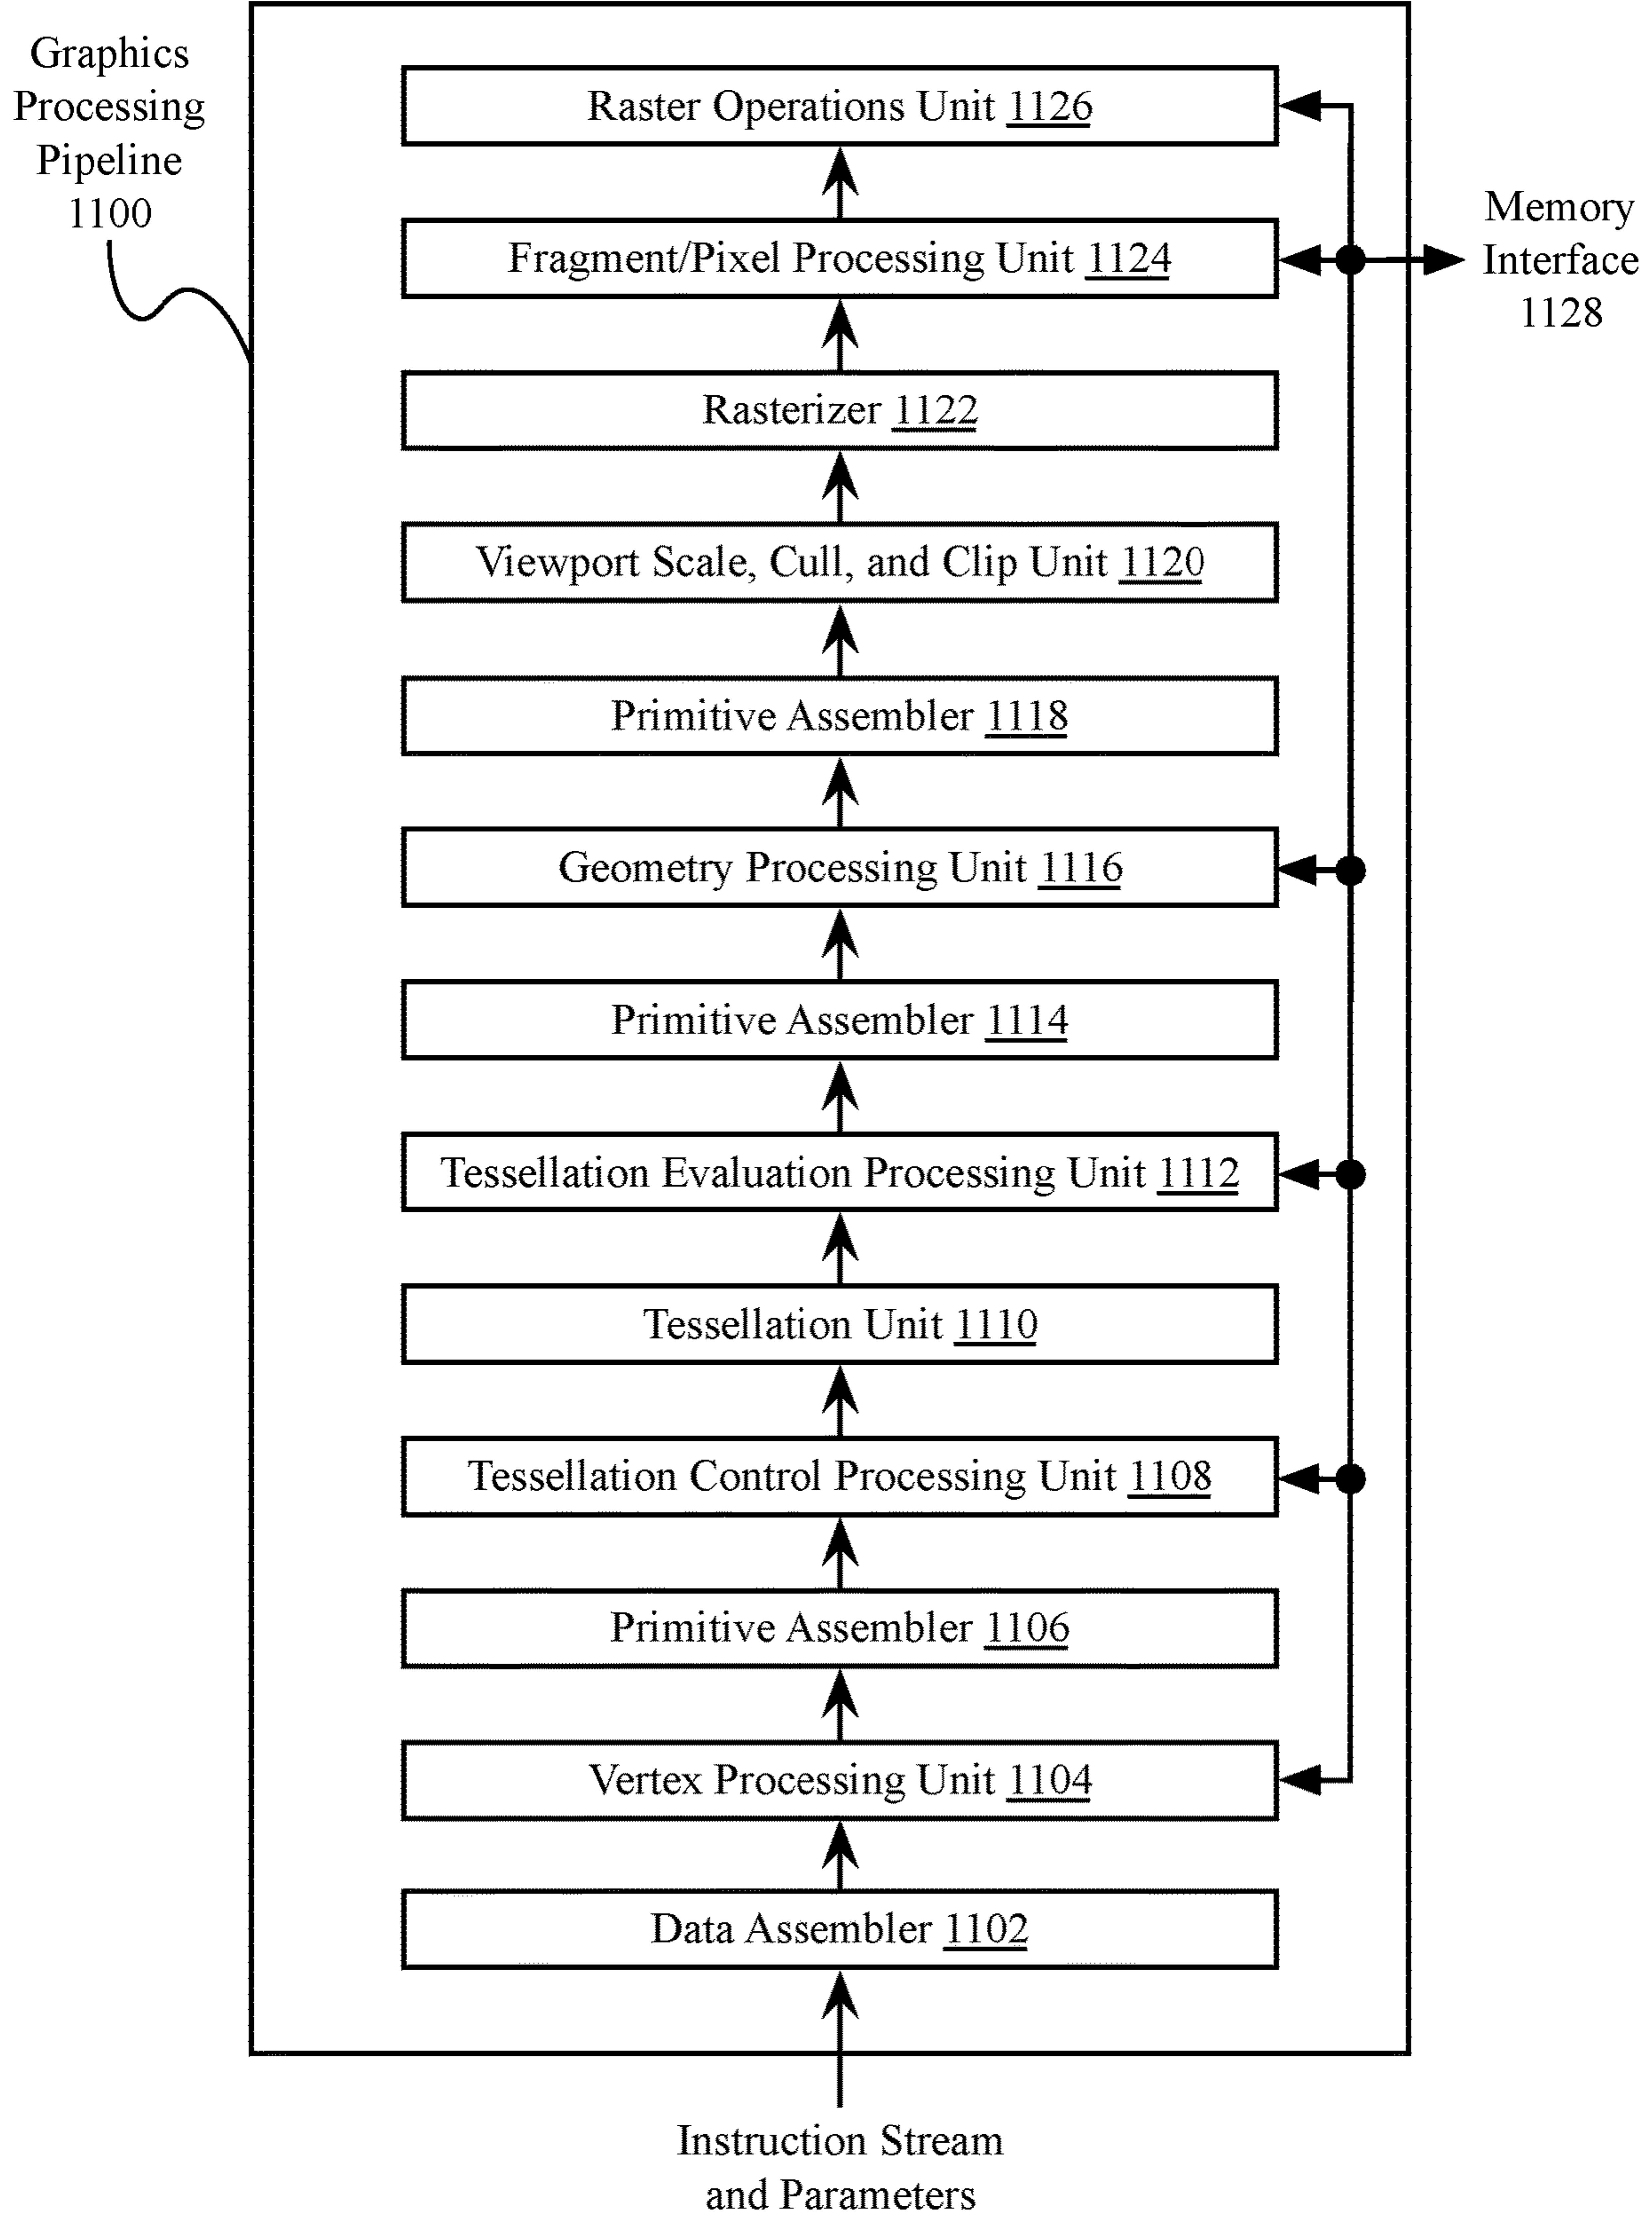 Graphics
Processing
Pipeline
1100
Raster Operations Unit 1126
Fragment/Pixel Processing Unit 1124
Memory
Interface
1128
Rasterizer 1122
Viewport Scale, Cull, and Clip Unit 1120
Primitive Assembler 1118
Geometry Processing Unit 1116
Primitive Assembler 1114
Tessellation Evaluation Processing Unit 1112
Tessellation Unit 1110
Tessellation Control Processing Unit 1108
Primitive Assembler 1106
Vertex Processing Unit 1104
Data Assembler 1102
Instruction Stream
and Parameters